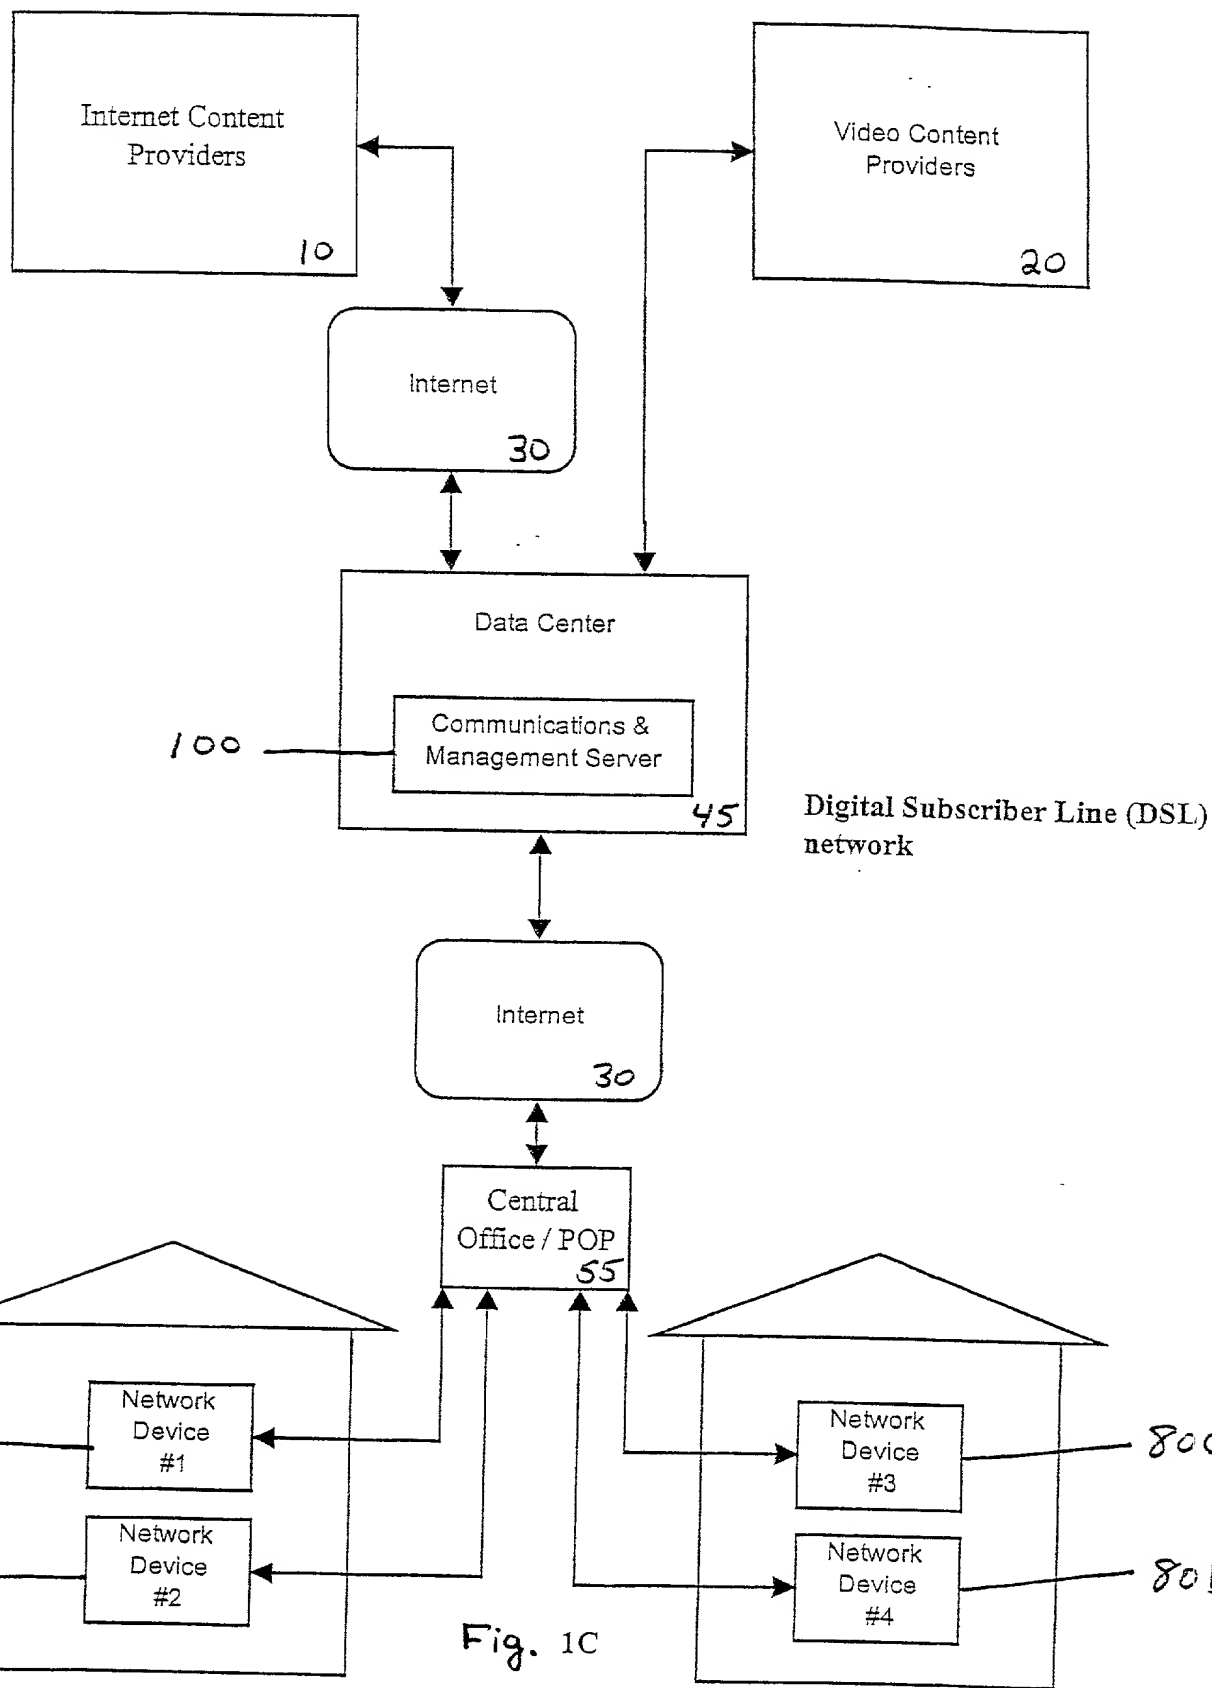 Internet Content
Providers
10
Video Content
Providers
20
Internet
30
Data Center
Communications &
Management Server
100
45
Digital Subscriber Line (DSL)
network
Internet
30
Central
Office / POP
55
Network
Device
#1
Network
Device
#2
Network
Device
#3
800
Network
Device
#4
801
Fig. 1C